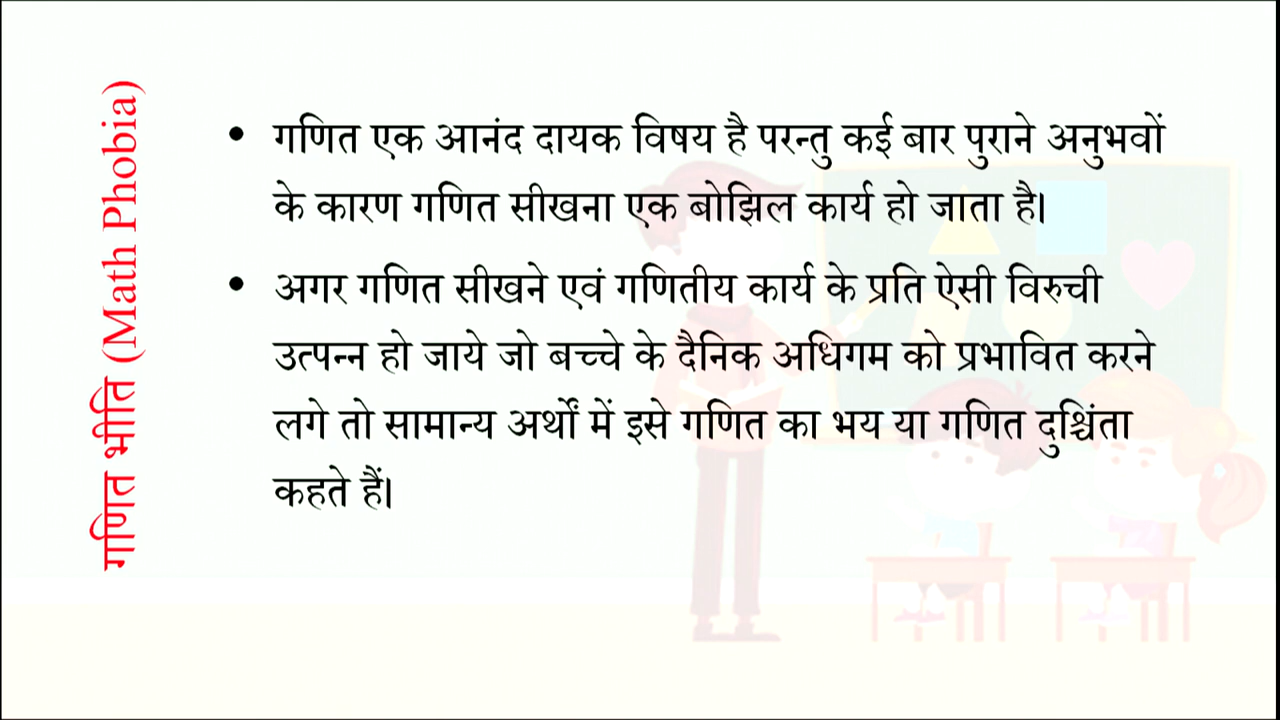 गणित भीति (Math Phobia)
• गणित एक आनंद दायक विषय है परन्तु कई बार पुराने अनुभवों
के कारण गणित सीखना एक बोझिल कार्य हो जाता है।
• अगर गणित सीखने एवं गणितीय कार्य के प्रति ऐसी विरुची
उत्पन्न हो जाये जो बच्चे के दैनिक अधिगम को प्रभावित करने
लगे तो सामान्य अर्थों में इसे गणित का भय या गणित दुश्चिंता
कहते हैं।